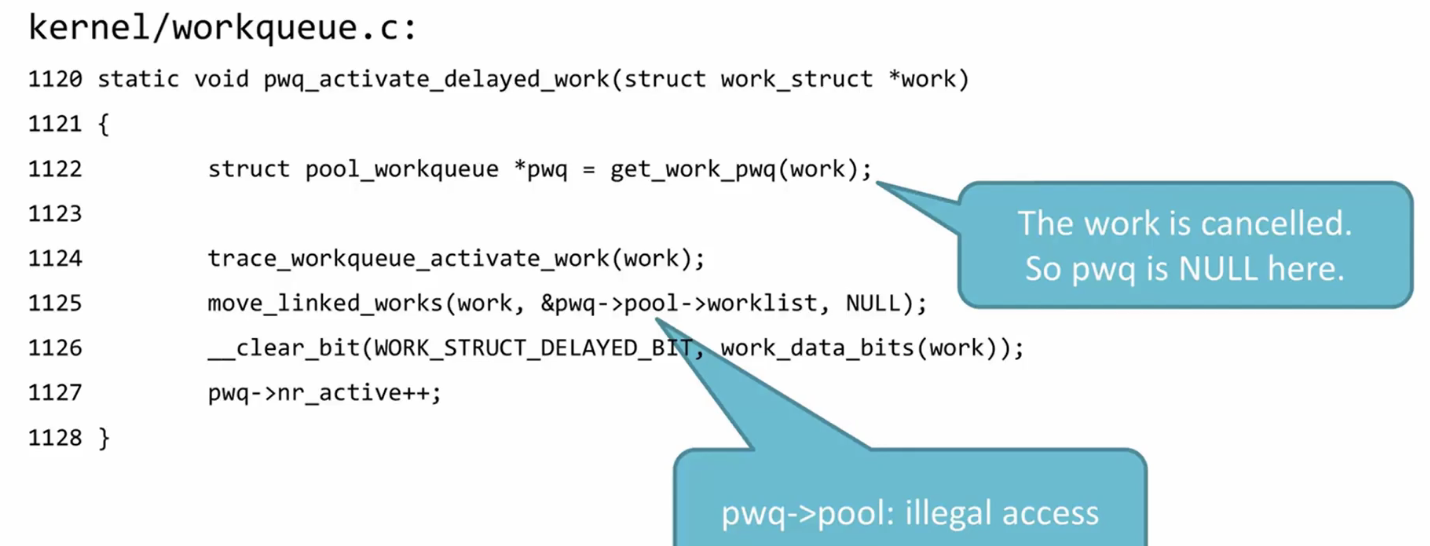 kernel/workqueue.c:
1120 static void pwq_activate_delayed_work(struct work_struct *work)
1121 {
1122 struct pool_workqueue *pwq = get_work_pwq(work);
The work is cancelled.
So pwq is NULL here.
1123
1124 trace_workqueue_activate_work(work);
1125 move_linked_works(work, &pwq->pool->worklist, NULL);
1126 __clear_bit(WORK_STRUCT_DELAYED_BIT, work_data_bits(work));
1127 pwq->nr_active++;
1128 }
pwq->pool: illegal access